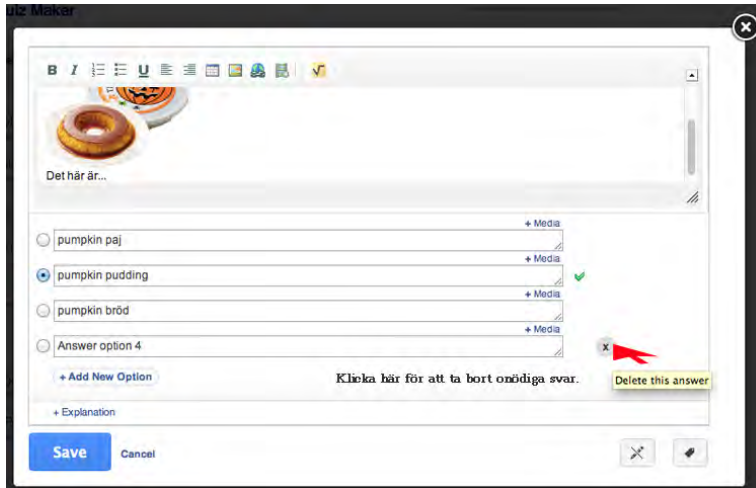 uiz Maker
B I U
Det här är...
+ Media
pumpkin paj
+ Media
pumpkin pudding
+ Media
pumpkin bröd
+ Media
Answer option 4
x
+ Add New Option
Klicka här för att ta bort onödiga svar.
Delete this answer
+ Explanation
Save Cancel